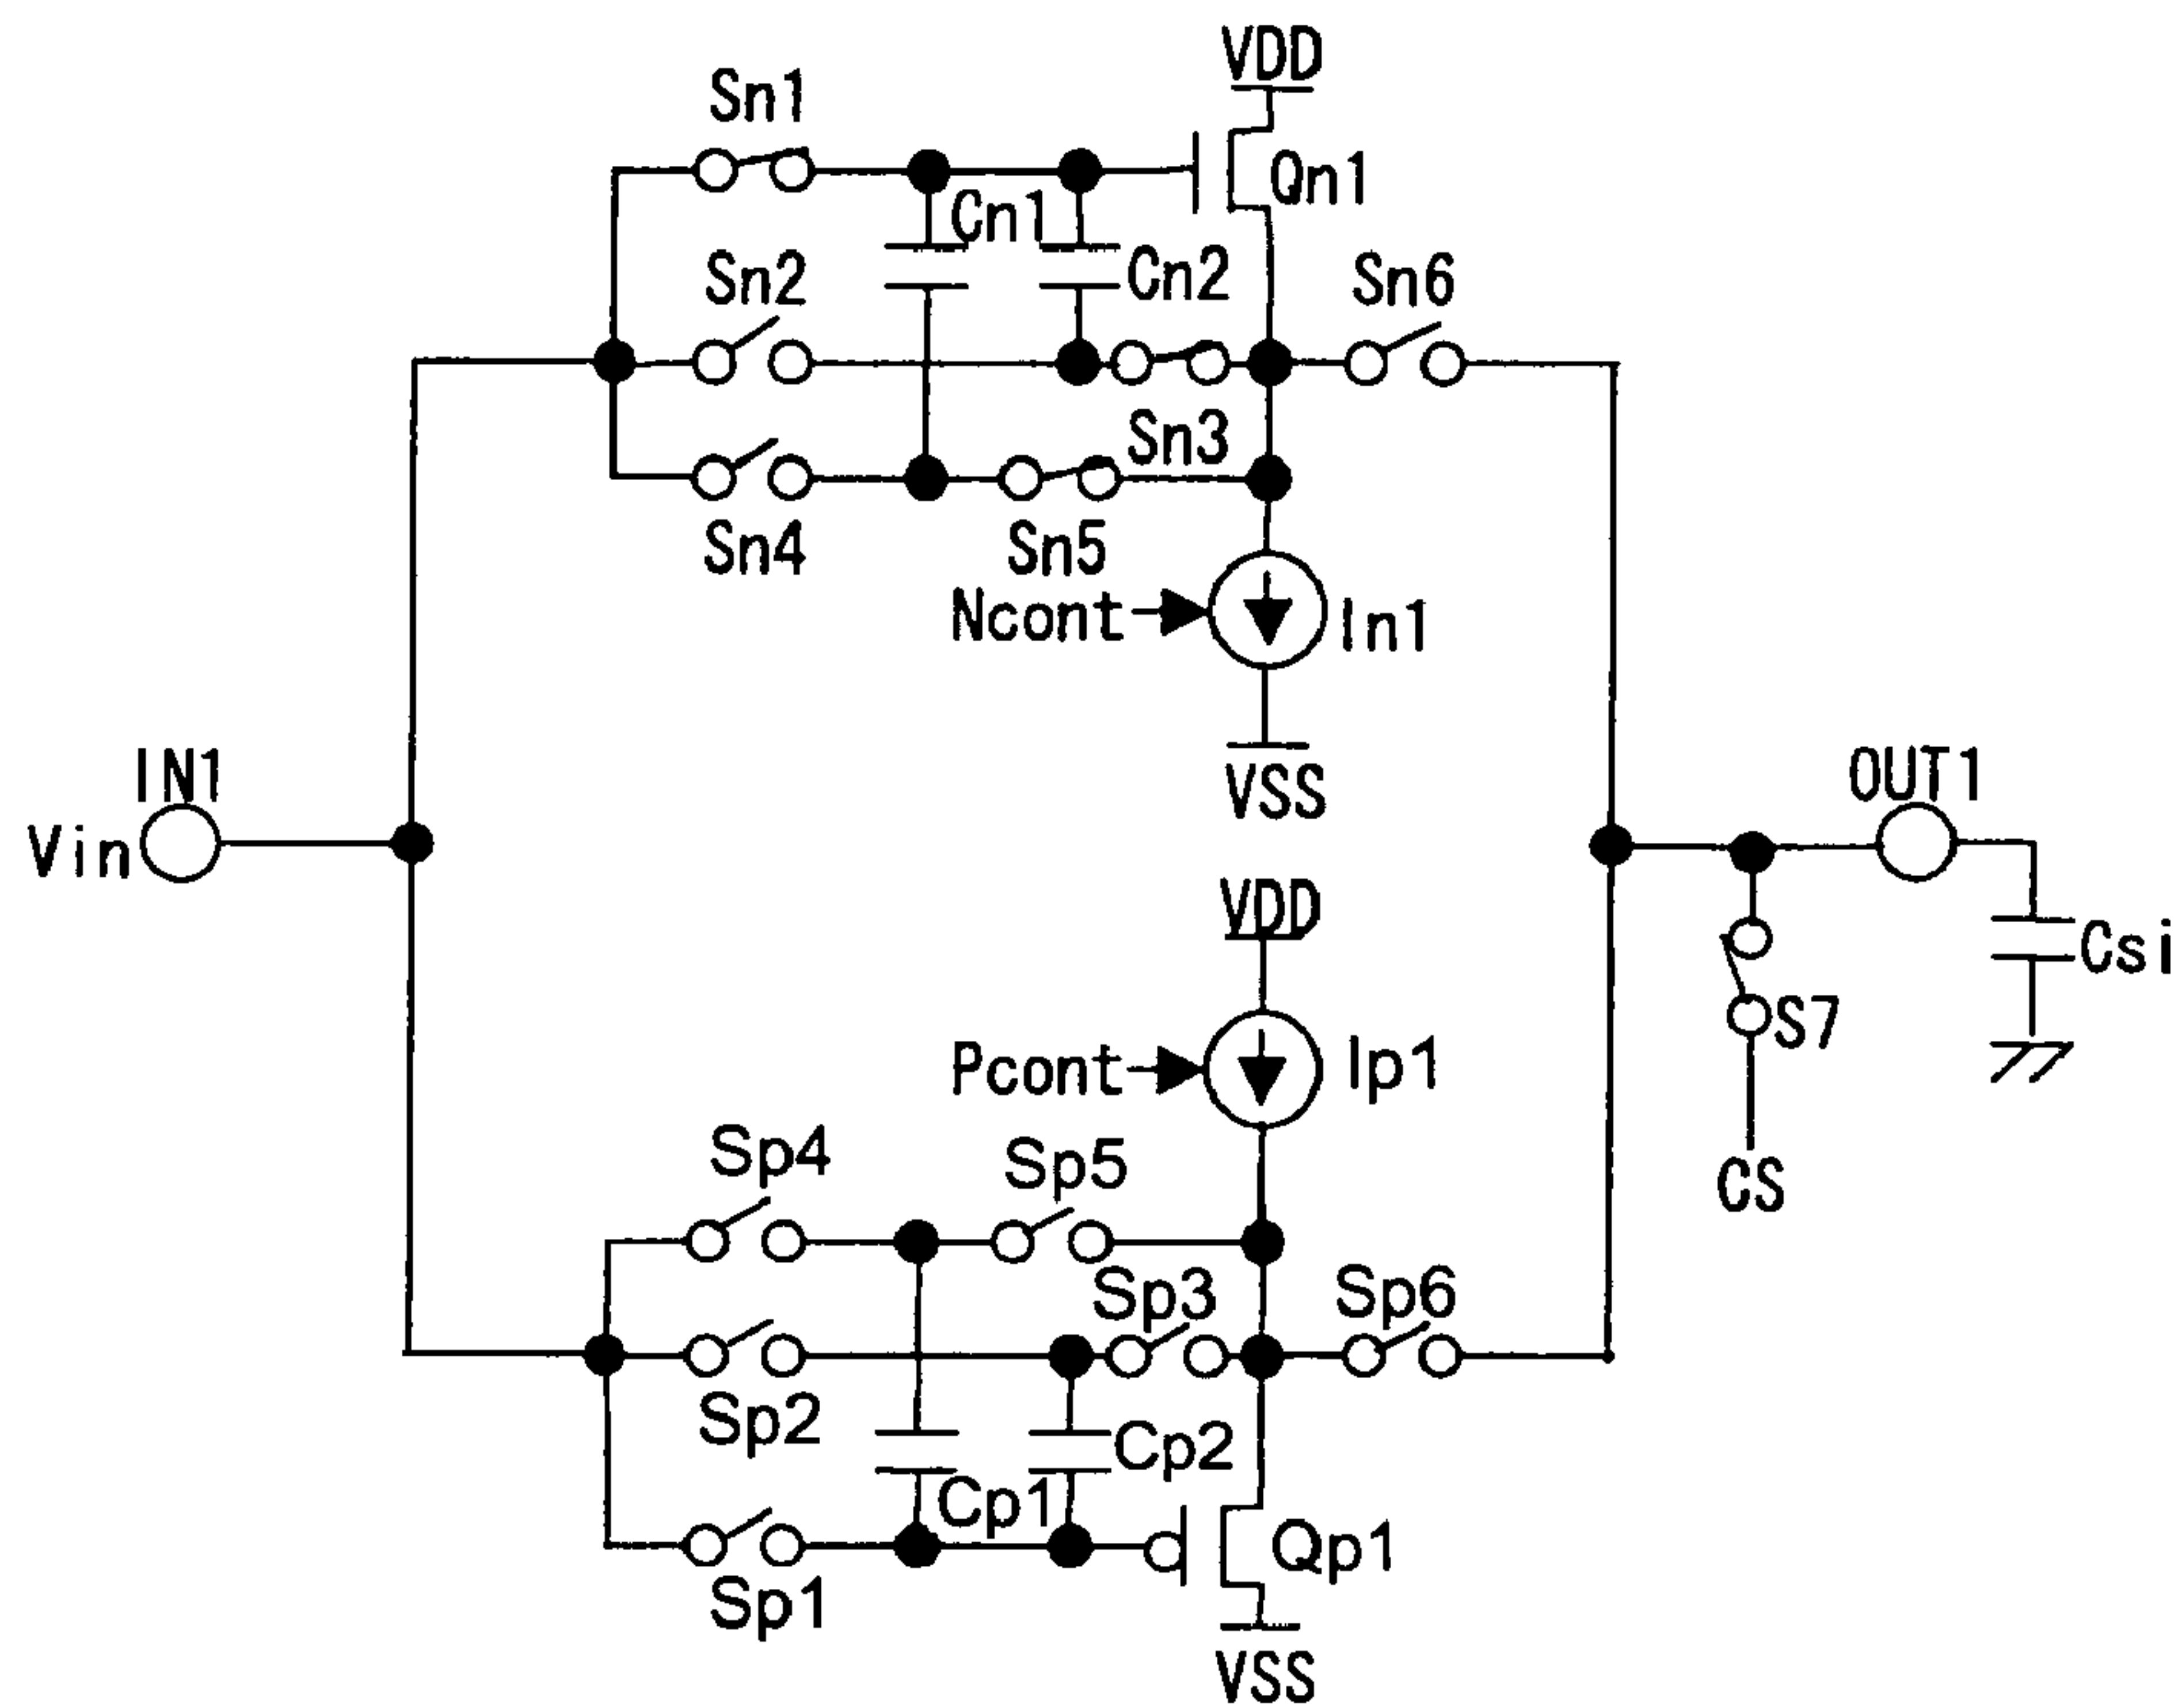 VDD
Sn1
Qn1
Cn1
Sn2
Cn2
Sn6
Sn3
Sn4
Sn5
Ncont
In1
VSS
IN1
OUT1
Vin
VDD
Csi
S7
Pcont
Ip1
Sp4
Sp5
CS
Sp3
Sp6
Sp2
Cp2
Cp1
Qp1
Sp1
VSS